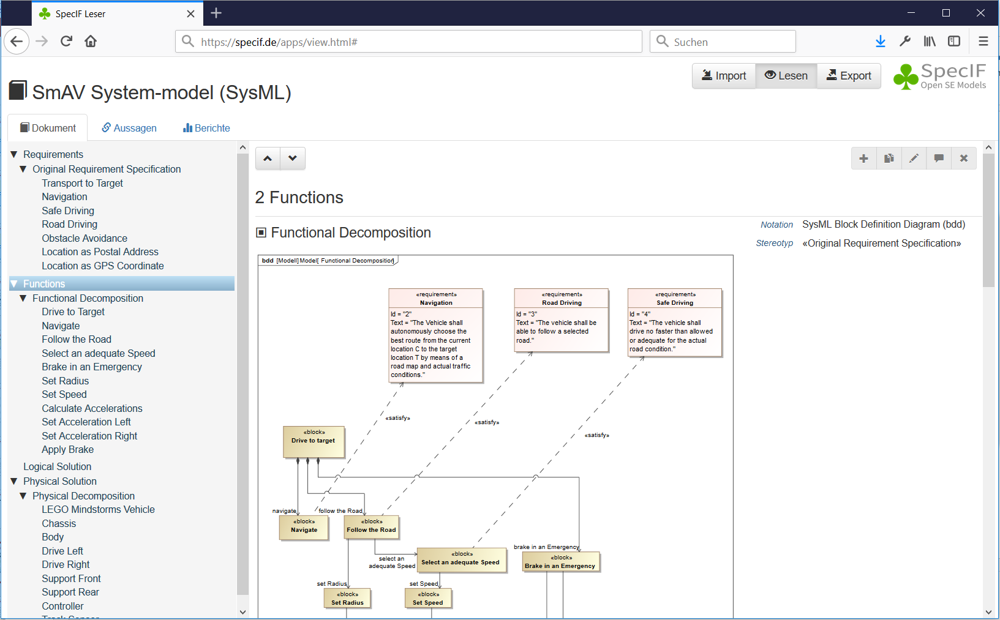 SpecIF Leser
https://specif.de/apps/view.html#
Suchen
SmAV System-model (SysML)
Import
Lesen
Export
SpecIF
Open SE Models
Dokument
Aussagen
Berichte
Requirements
Original Requirement Specification
Transport to Target
Navigation
Safe Driving
Road Driving
Obstacle Avoidance
Location as Postal Address
Location as GPS Coordinate
Functions
Functional Decomposition
Drive to Target
Navigate
Follow the Road
Select an adequate Speed
Brake in an Emergency
Set Radius
Set Speed
Calculate Accelerations
Set Acceleration Left
Set Acceleration Right
Apply Brake
Logical Solution
Physical Solution
Physical Decomposition
LEGO Mindstorms Vehicle
Chassis
Body
Drive Left
Drive Right
Support Front
Support Rear
Controller
2 Functions
Functional Decomposition
Notation SysML Block Definition Diagram (bdd)
Stereotyp «Original Requirement Specification»
bdd [Modell]Model[ Functional Decomposition]
«requirement»
Navigation
Id = "2"
Text = "The Vehicle shall
autonomously choose the
best route from the current
location C to the target
location T by means of a
road map and actual traffic
conditions."
«requirement»
Road Driving
Id = "3"
Text = "The vehicle shall be
able to follow a selected
road."
«requirement»
Safe Driving
Id = "4"
Text = "The vehicle shall
drive no faster than allowed
or adequate for the actual
road condition."
«satisfy»
«satisfy»
«satisfy»
«block»
Drive to target
navigate
follow the Road
«block»
Navigate
«block»
Follow the Road
select an
adequate Speed
«block»
Select an adequate Speed
brake in an Emergency
«block»
Brake in an Emergency
set Radius
«block»
Set Radius
set Speed
«block»
Set Speed